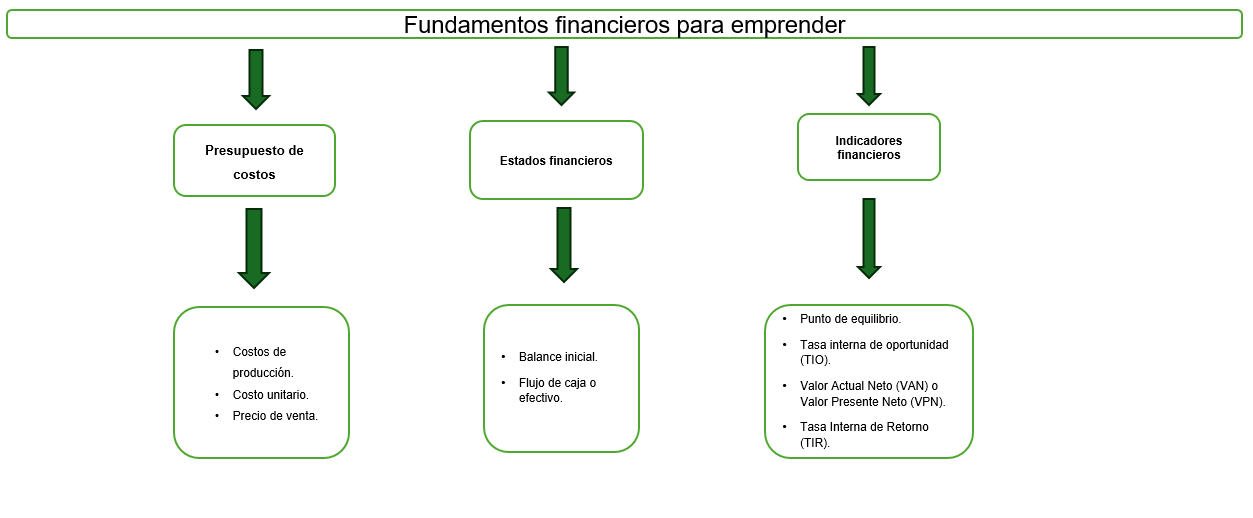 Fundamentos financieros para emprender
Presupuesto de
costos
Estados financieros
Indicadores
financieros
• Costos de
producción.
• Costo unitario.
• Precio de venta.
• Balance inicial.
• Flujo de caja o
efectivo.
• Punto de equilibrio.
• Tasa interna de oportunidad
(TIO).
• Valor Actual Neto (VAN) o
Valor Presente Neto (VPN).
• Tasa Interna de Retorno
(TIR).